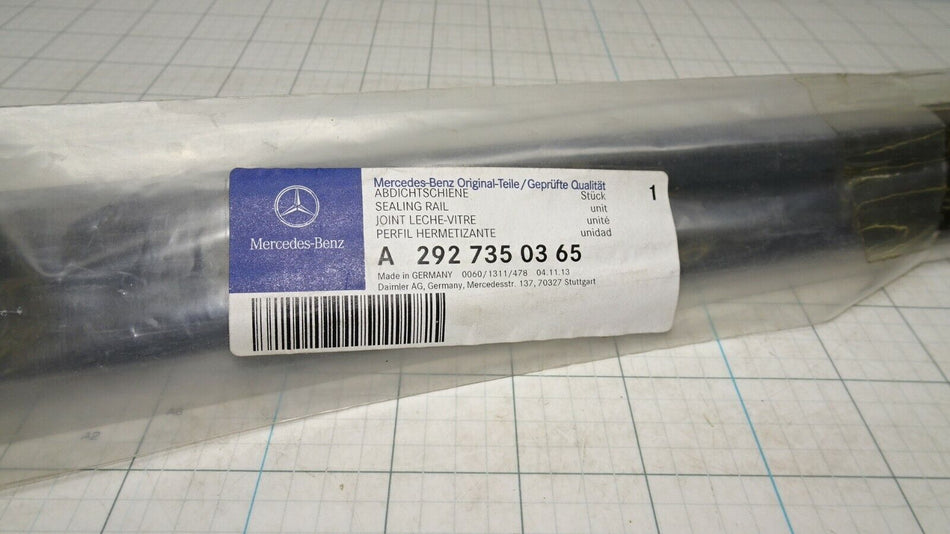 Mercedes-Benz Original-Teile/Geprüfte Qualität
ABDICHTSCHIENE Stück 1
SEALING RAIL unit
JOINT LECHE-VITRE unité
PERFIL HERMETIZANTE unidad
Mercedes-Benz
A 292 735 03 65
Made in GERMANY 0060/1311/478 04.11.13
Daimler AG, Germany, Mercedesstr. 137, 70327 Stuttgart
A2